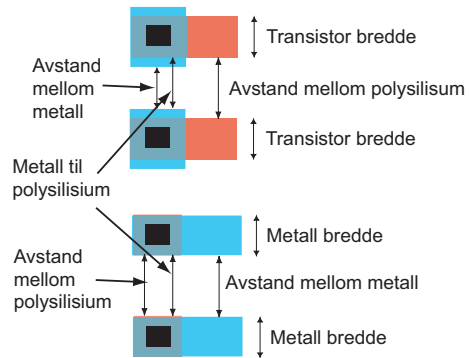 Transistor bredde
Avstand
mellom
metall
Avstand mellom polysilisum
Transistor bredde
Metall til
polysilisium
Metall bredde
Avstand
mellom
polysilisium
Avstand mellom metall
Metall bredde